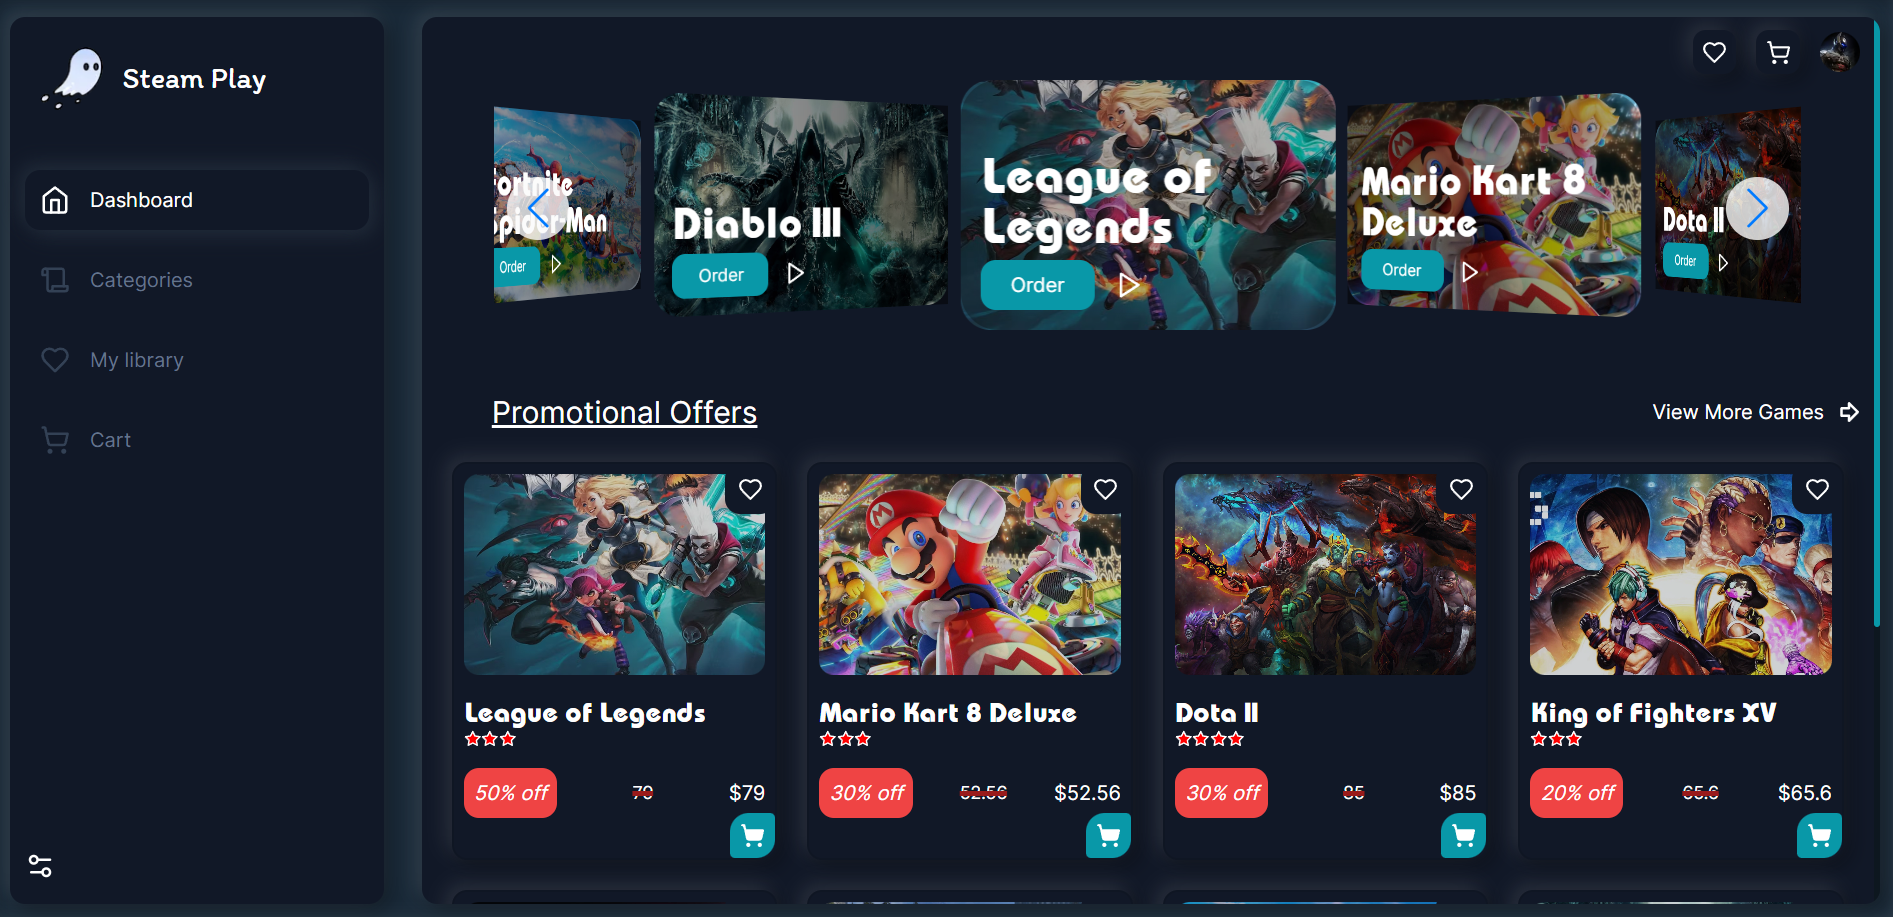 Steam Play
Dashboard
Categories
My library
Cart
Fortnite
Spider-Man
Order
Diablo III
Order
League of
Legends
Order
Mario Kart 8
Deluxe
Order
Dota II
Order
Promotional Offers
View More Games
League of Legends
50% off
79
$79
Mario Kart 8 Deluxe
30% off
52.56
$52.56
Dota II
30% off
85
$85
King of Fighters XV
20% off
65.6
$65.6